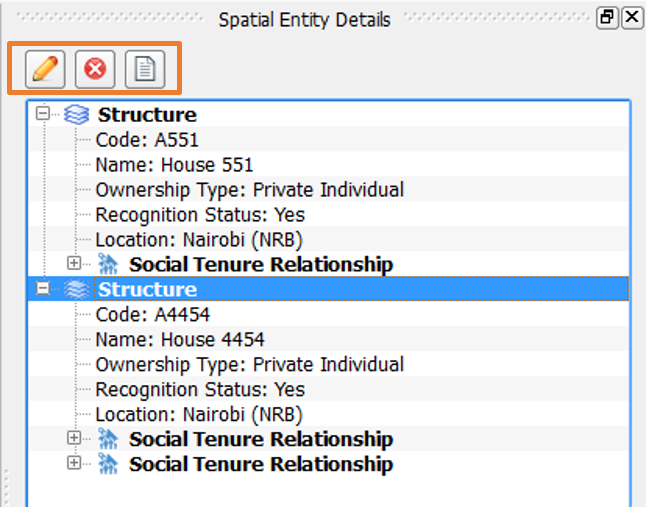 Spatial Entity Details
Structure
Code: A551
Name: House 551
Ownership Type: Private Individual
Recognition Status: Yes
Location: Nairobi (NRB)
Social Tenure Relationship
Structure
Code: A4454
Name: House 4454
Ownership Type: Private Individual
Recognition Status: Yes
Location: Nairobi (NRB)
Social Tenure Relationship
Social Tenure Relationship